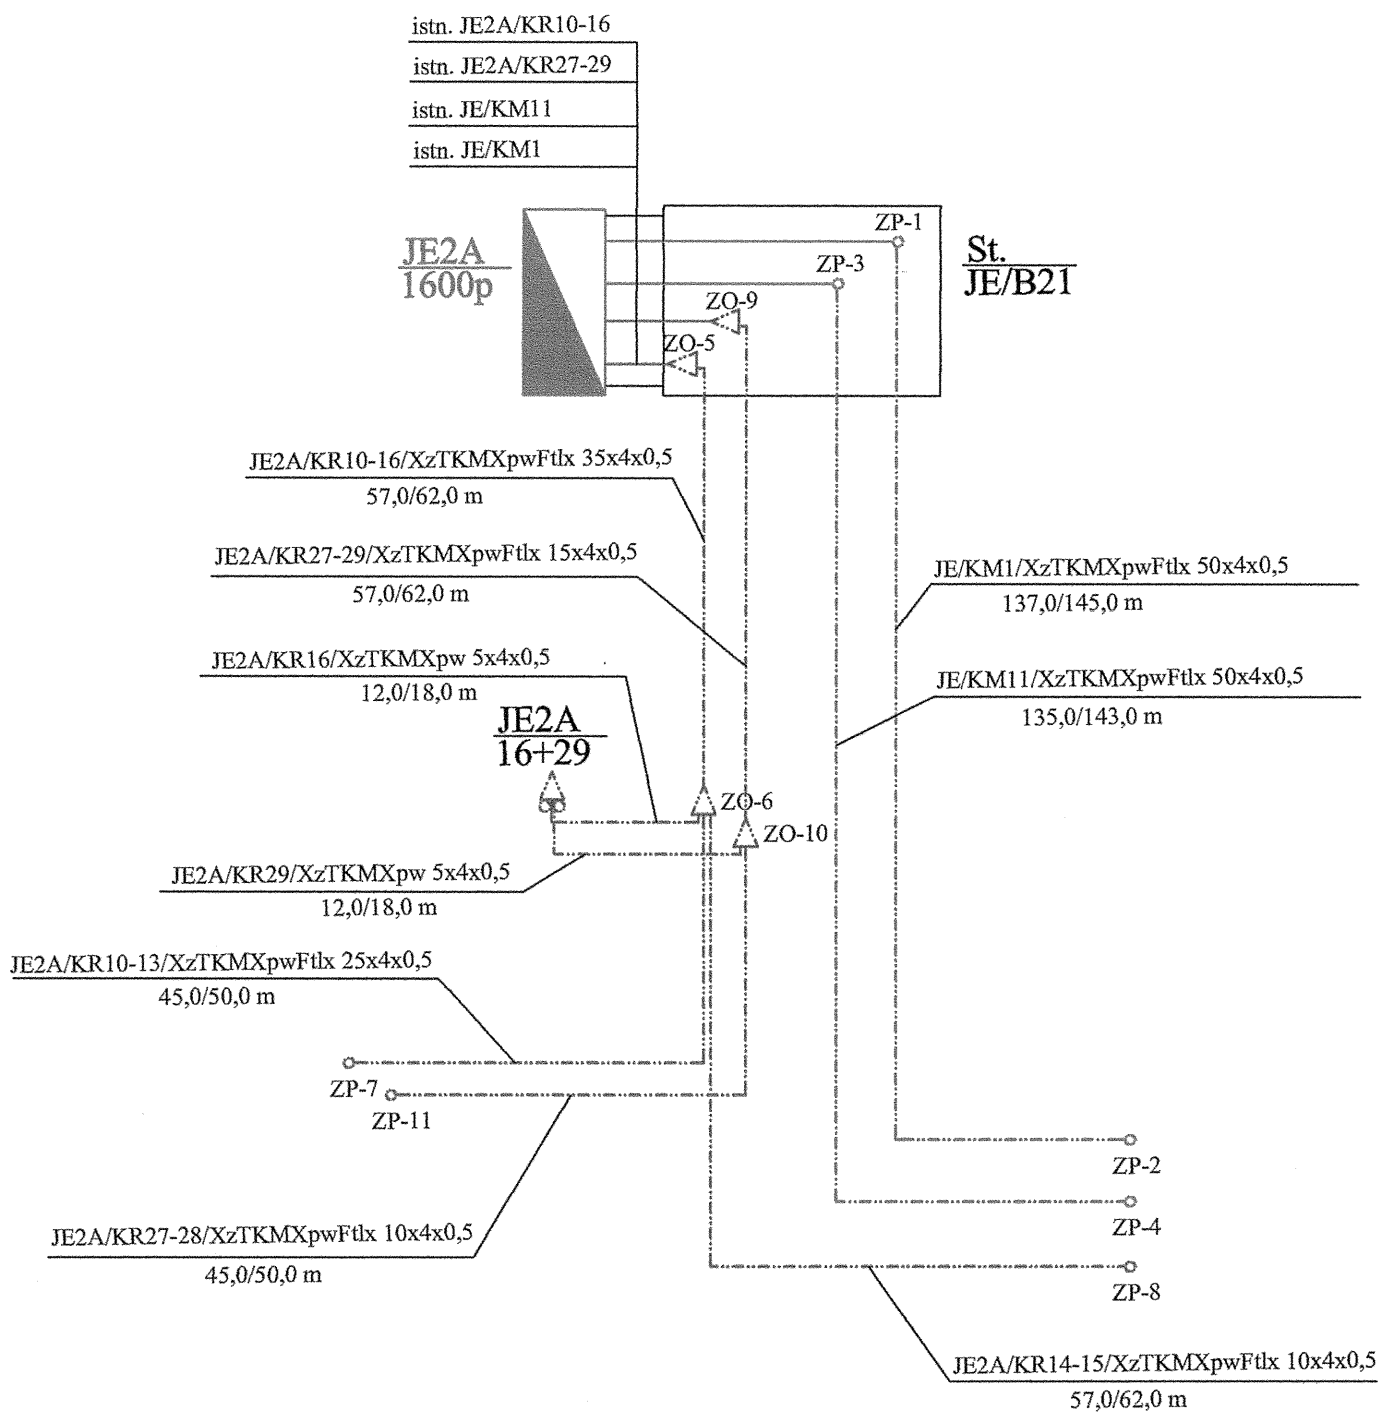 istn. JE2A/KR10-16
istn. JE2A/KR27-29
istn. JE/KM11
istn. JE/KM1
ZP-1
JE2A
1600p
ZP-3
St.
JE/B21
ZO-9
ZO-5
JE2A/KR10-16/XzTKMXpwFtlx 35x4x0,5
57,0/62,0 m
JE2A/KR27-29/XzTKMXpwFtlx 15x4x0,5
57,0/62,0 m
JE/KM1/XzTKMXpwFtlx 50x4x0,5
137,0/145,0 m
JE2A/KR16/XzTKMXpw 5x4x0,5
12,0/18,0 m
JE/KM11/XzTKMXpwFtlx 50x4x0,5
135,0/143,0 m
JE2A
16+29
ZO-6
ZO-10
JE2A/KR29/XzTKMXpw 5x4x0,5
12,0/18,0 m
JE2A/KR10-13/XzTKMXpwFtlx 25x4x0,5
45,0/50,0 m
ZP-7
ZP-11
ZP-2
ZP-4
JE2A/KR27-28/XzTKMXpwFtlx 10x4x0,5
45,0/50,0 m
ZP-8
JE2A/KR14-15/XzTKMXpwFtlx 10x4x0,5
57,0/62,0 m